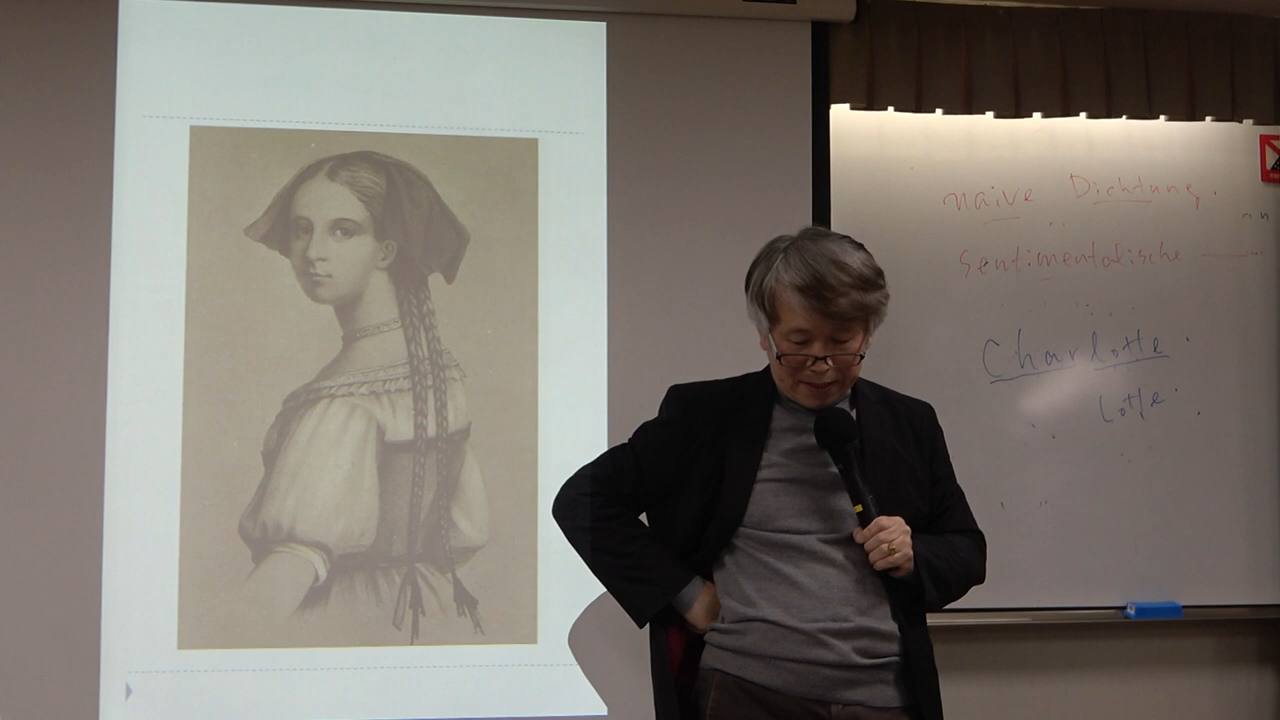 naive Dichtung.
Sentimentalische ——
Charlotte.
Lotte